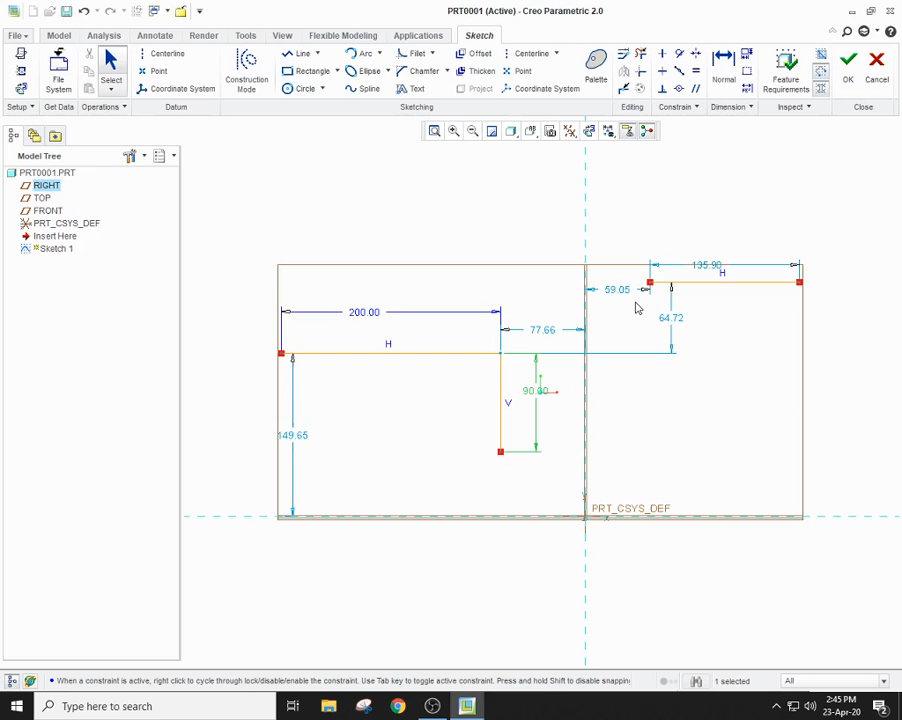 PRT0001 (Active) - Creo Parametric 2.0
File Model Analysis Annotate Render Tools View Flexible Modeling Applications Sketch
Centerline Line Arc Fillet Offset Centerline
Point Rectangle Ellipse Chamfer Thicken Point
Coordinate System Circle Spline Text Project Coordinate System
File System
Select
Construction Mode
Palette
Normal
Feature Requirements
OK
Cancel
Setup Get Data Operations Datum Sketching Editing Constrain Dimension Inspect Close
Model Tree
PRT0001.PRT
RIGHT
TOP
FRONT
PRT_CSYS_DEF
Insert Here
Sketch 1
135.90
H
59.05
64.72
200.00
77.66
H
90.00
V
149.65
PRT_CSYS_DEF
When a constraint is active, right click to cycle through lock/disable/enable the constraint. Use Tab key to toggle active constraint. Press and hold Shift to disable snapping
1 selected
All
Type here to search
2:45 PM
23-Apr-20
2